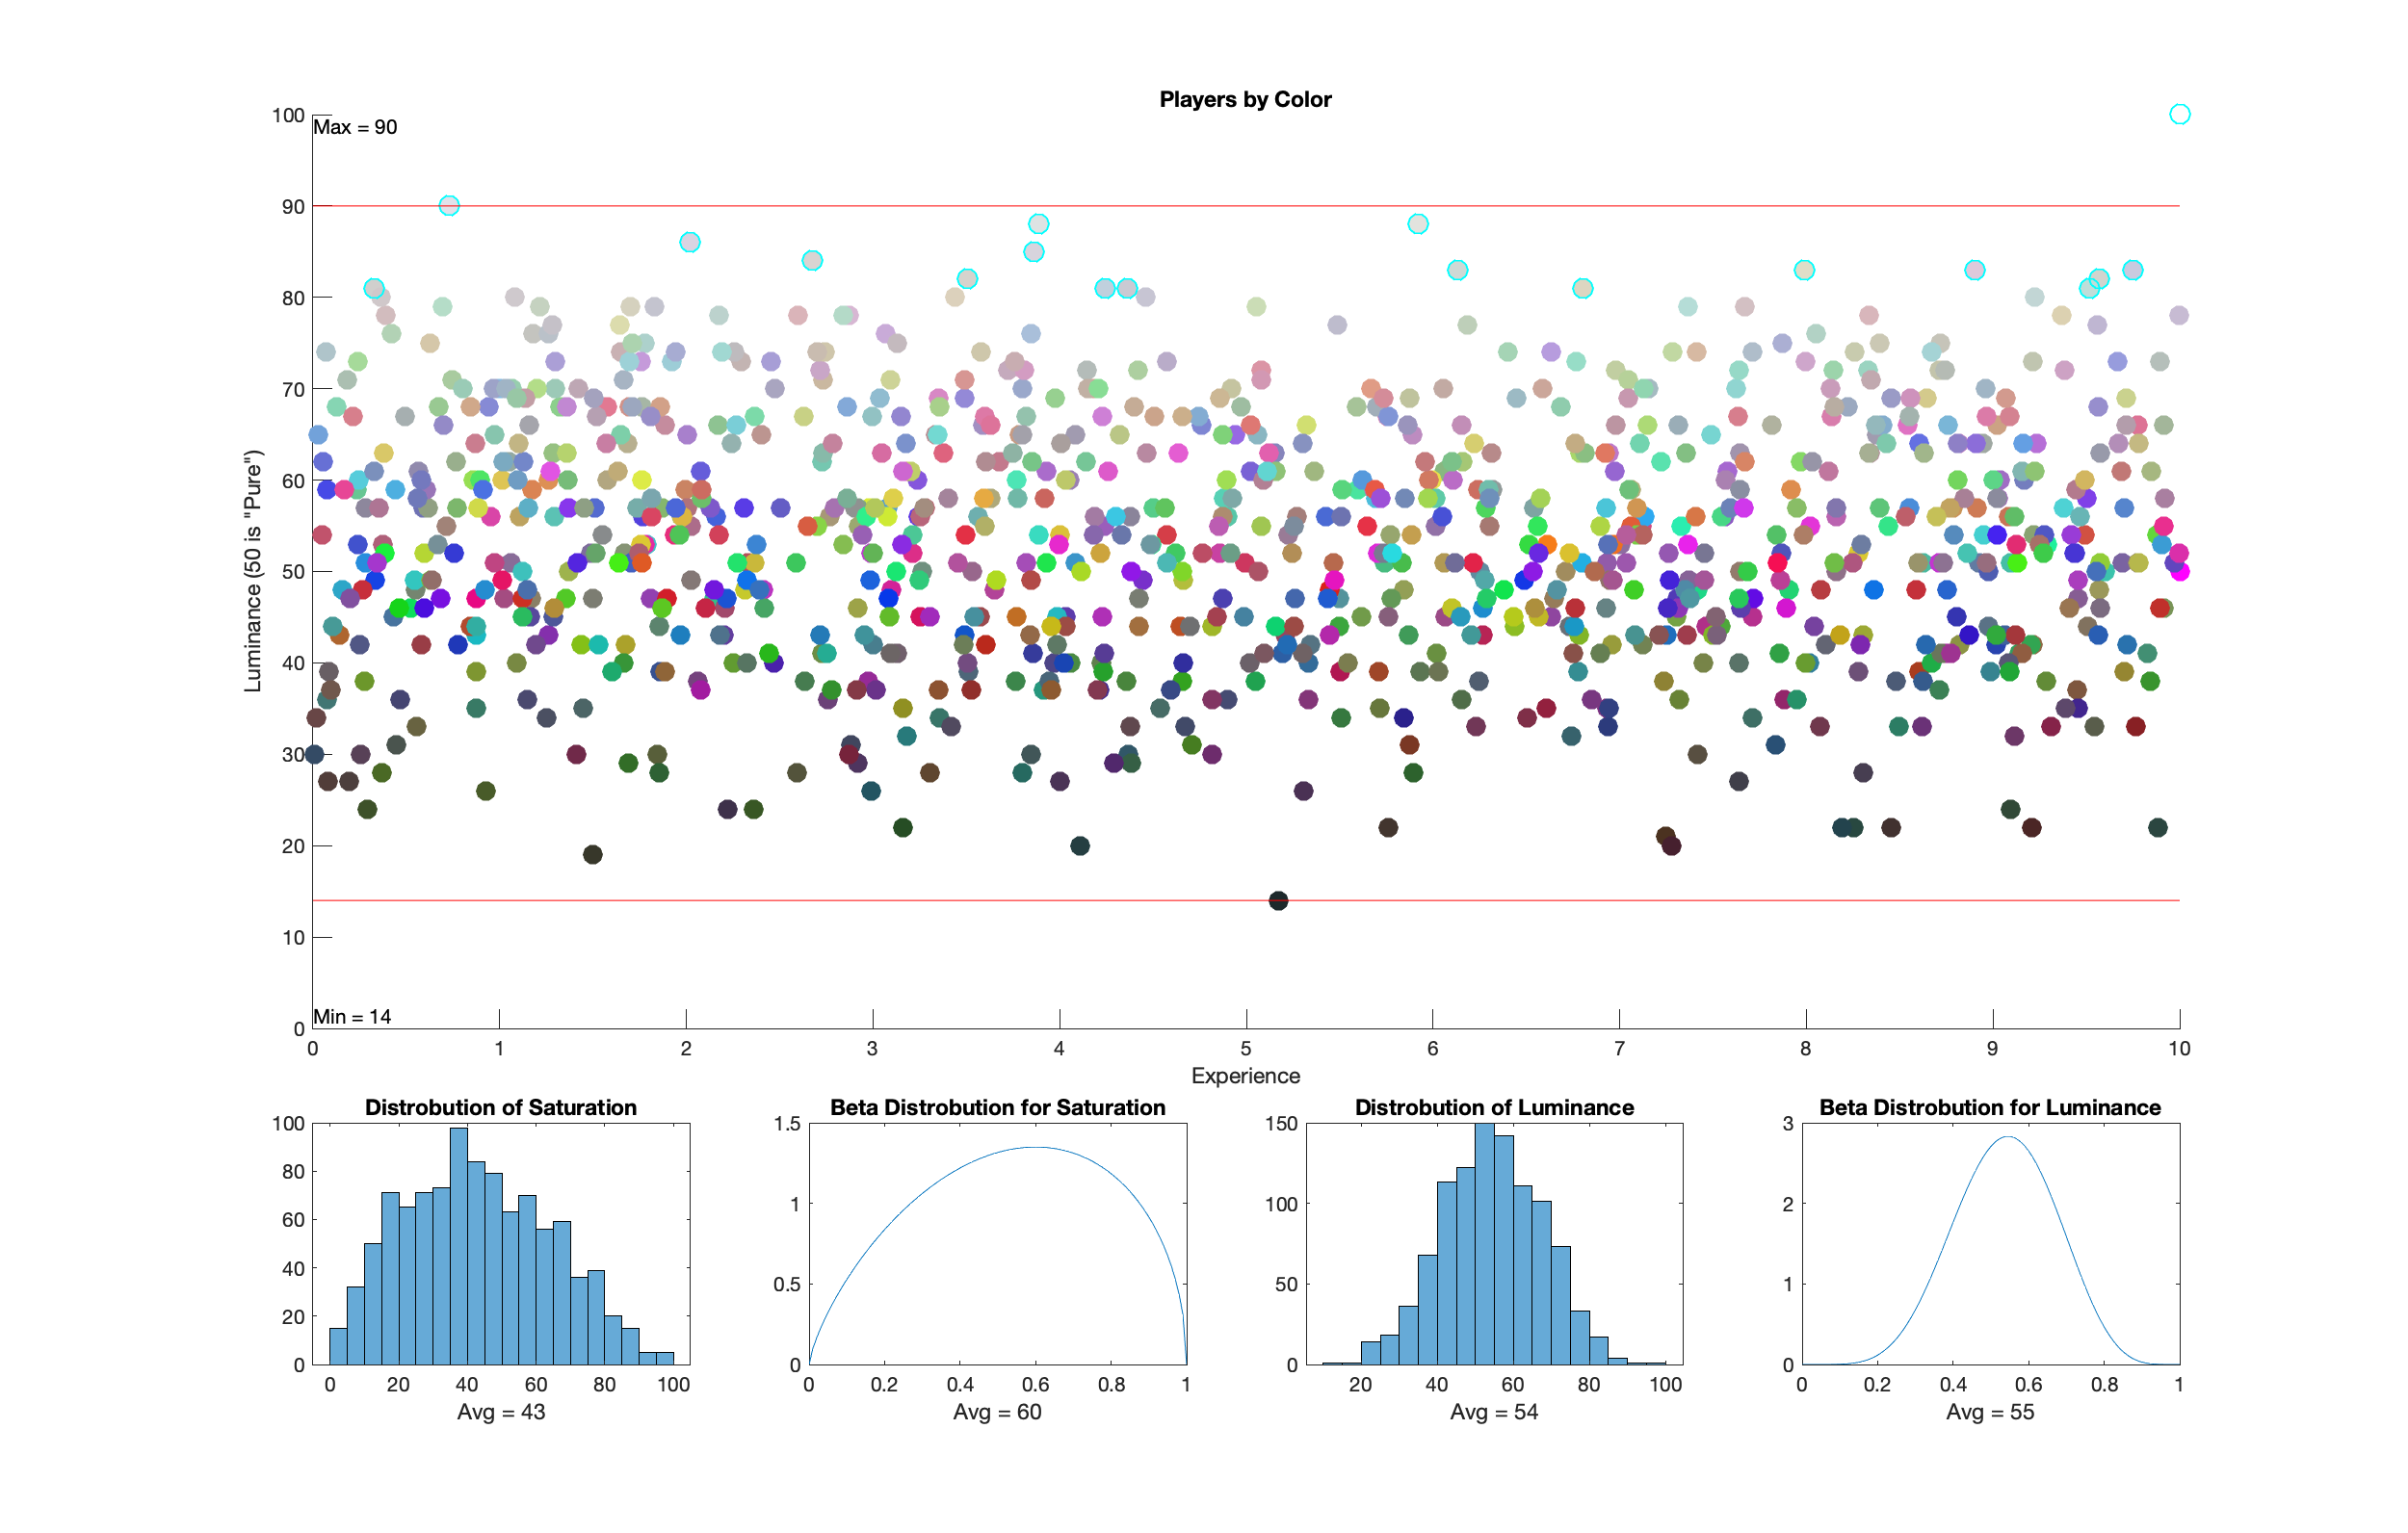 Players by Color
100
Max = 90
90
80
70
60
50
40
30
20
10
0
Min = 14
Luminance (50 is "Pure")
0 1 2 3 4 5 6 7 8 9 10
Experience
Distrobution of Saturation
100
80
60
40
20
0
0 20 40 60 80 100
Avg = 43
Beta Distrobution for Saturation
1.5
1
0.5
0
0 0.2 0.4 0.6 0.8 1
Avg = 60
Distrobution of Luminance
150
100
50
0
20 40 60 80 100
Avg = 54
Beta Distrobution for Luminance
3
2
1
0
0 0.2 0.4 0.6 0.8 1
Avg = 55